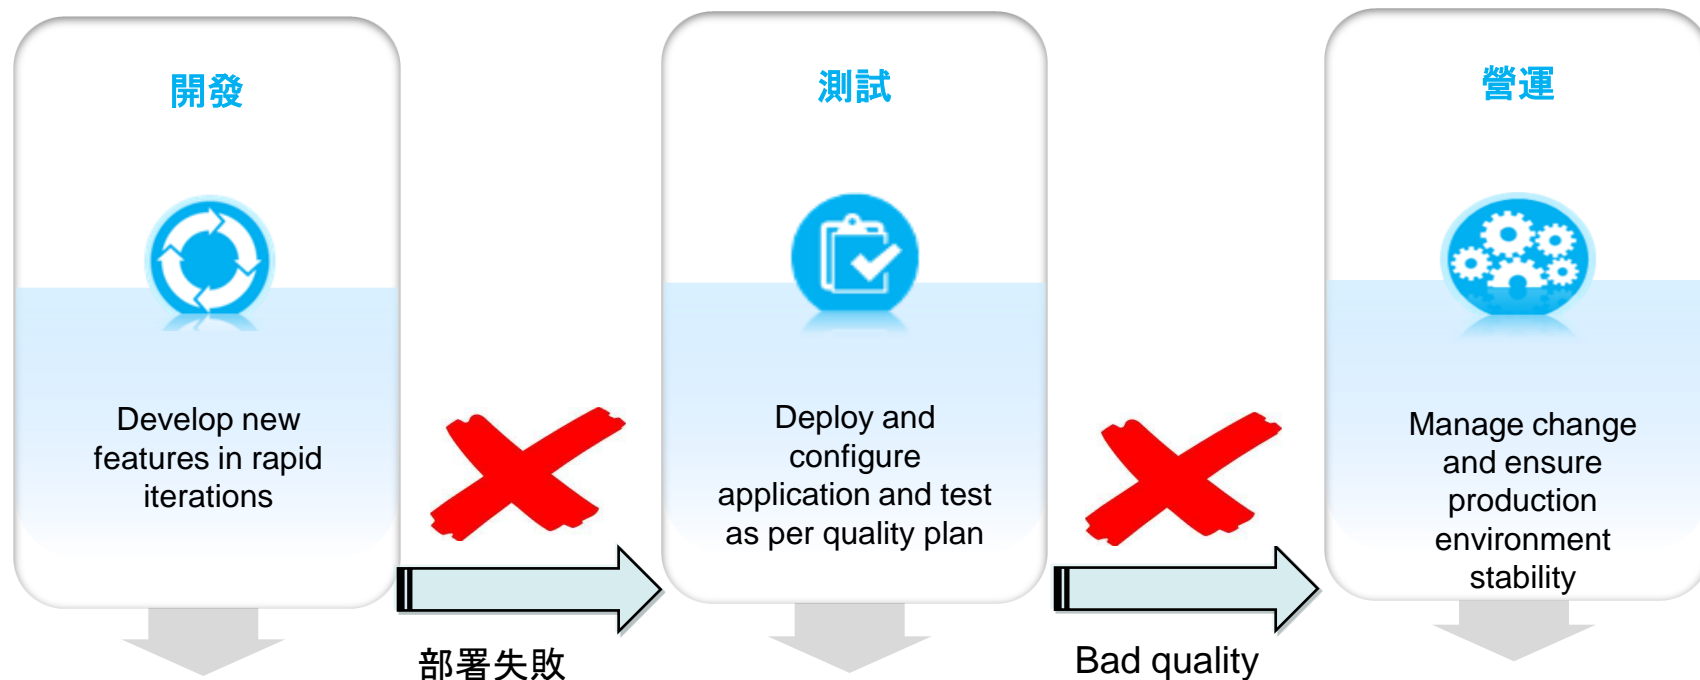 開發
Develop new
features in rapid
iterations
部署失敗
測試
Deploy and
configure
application and test
as per quality plan
Bad quality
營運
Manage change
and ensure
production
environment
stability